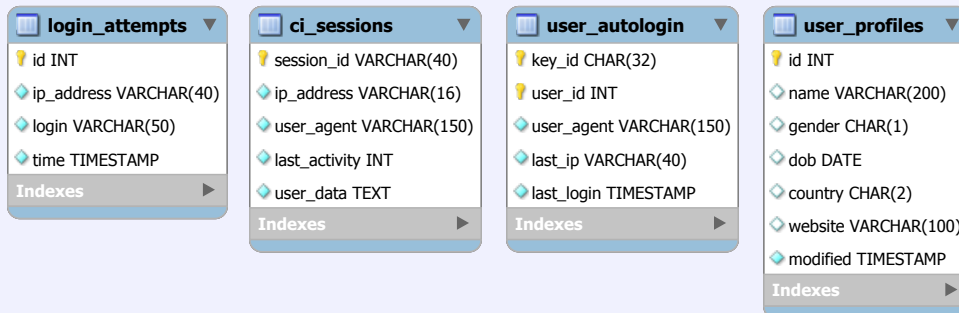 login_attempts
id INT
ip_address VARCHAR(40)
login VARCHAR(50)
time TIMESTAMP
Indexes
ci_sessions
session_id VARCHAR(40)
ip_address VARCHAR(16)
user_agent VARCHAR(150)
last_activity INT
user_data TEXT
Indexes
user_autologin
key_id CHAR(32)
user_id INT
user_agent VARCHAR(150)
last_ip VARCHAR(40)
last_login TIMESTAMP
Indexes
user_profiles
id INT
name VARCHAR(200)
gender CHAR(1)
dob DATE
country CHAR(2)
website VARCHAR(100)
modified TIMESTAMP
Indexes